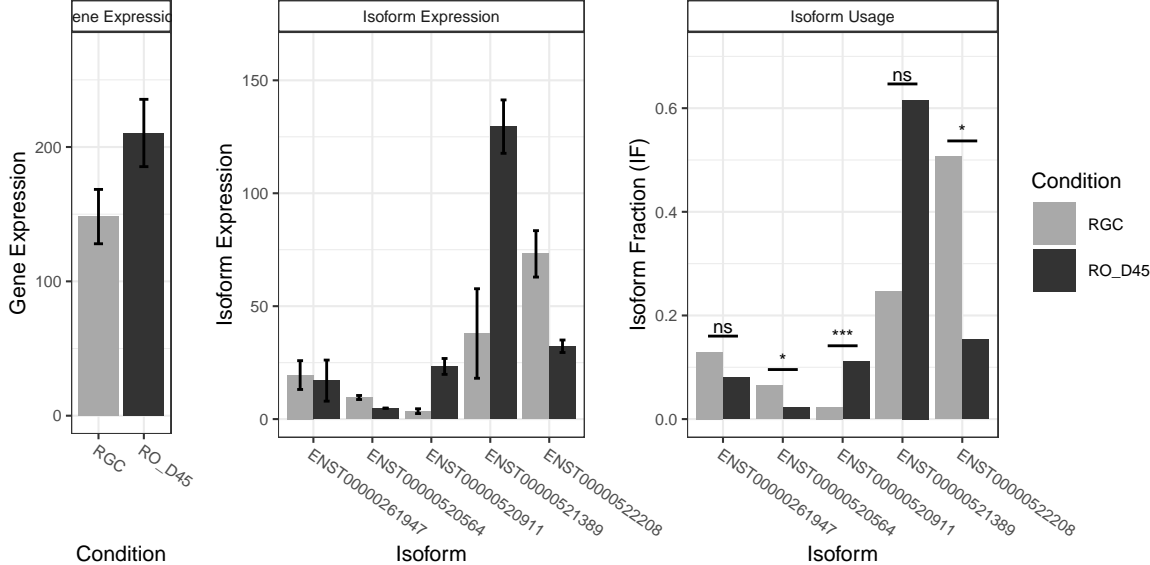 ene Expressio
Gene Expression
0
100
200
RGC
RO_D45
Condition
Isoform Expression
Isoform Expression
0
50
100
150
ENST00000261947
ENST00000520564
ENST00000520911
ENST00000521389
ENST00000522208
Isoform
Isoform Usage
Isoform Fraction (IF)
0.0
0.2
0.4
0.6
ns
*
***
ns
*
ENST00000261947
ENST00000520564
ENST00000520911
ENST00000521389
ENST00000522208
Isoform
Condition
RGC
RO_D45